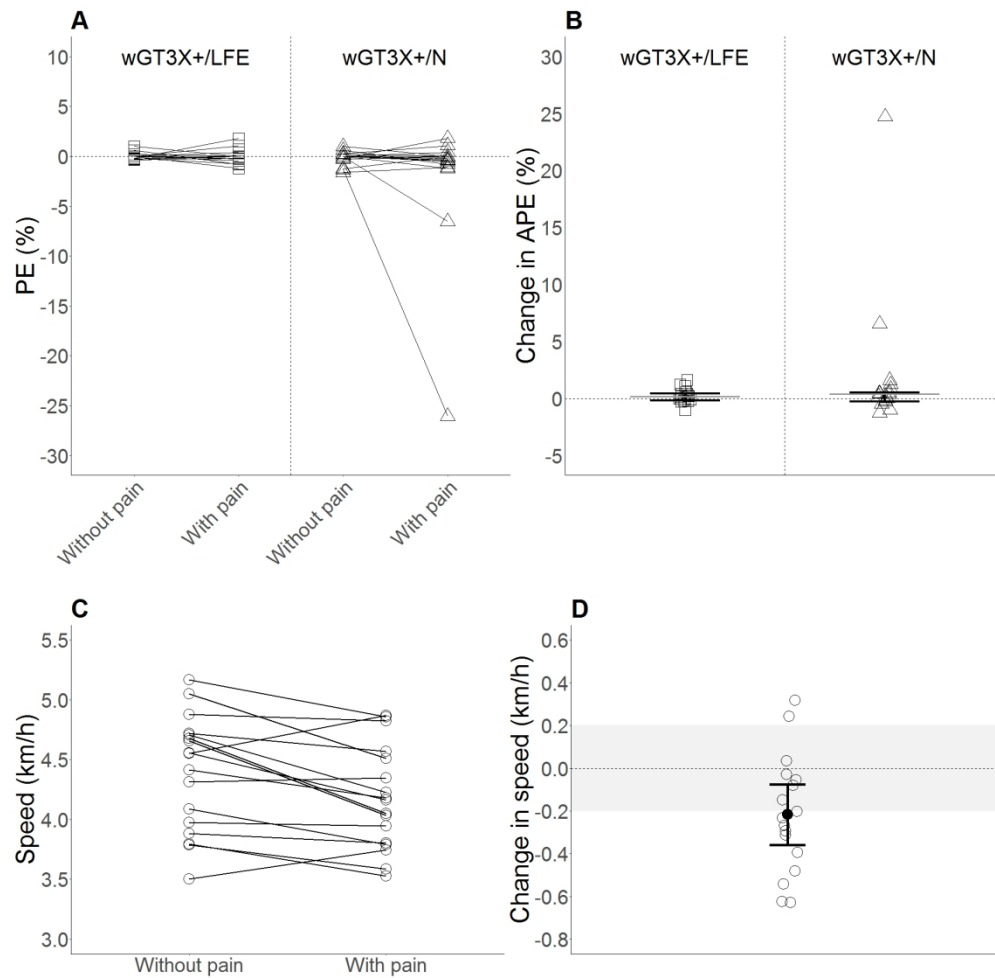 A
wGT3X+/LFE
wGT3X+/N
PE (%)
10
5
0
-5
-10
-15
-20
-25
-30
Without pain
With pain
Without pain
With pain
B
wGT3X+/LFE
wGT3X+/N
Change in APE (%)
30
25
20
15
10
5
0
-5
C
Speed (km/h)
5.5
5.0
4.5
4.0
3.5
3.0
Without pain
With pain
D
Change in speed (km/h)
0.6
0.4
0.2
0.0
-0.2
-0.4
-0.6
-0.8